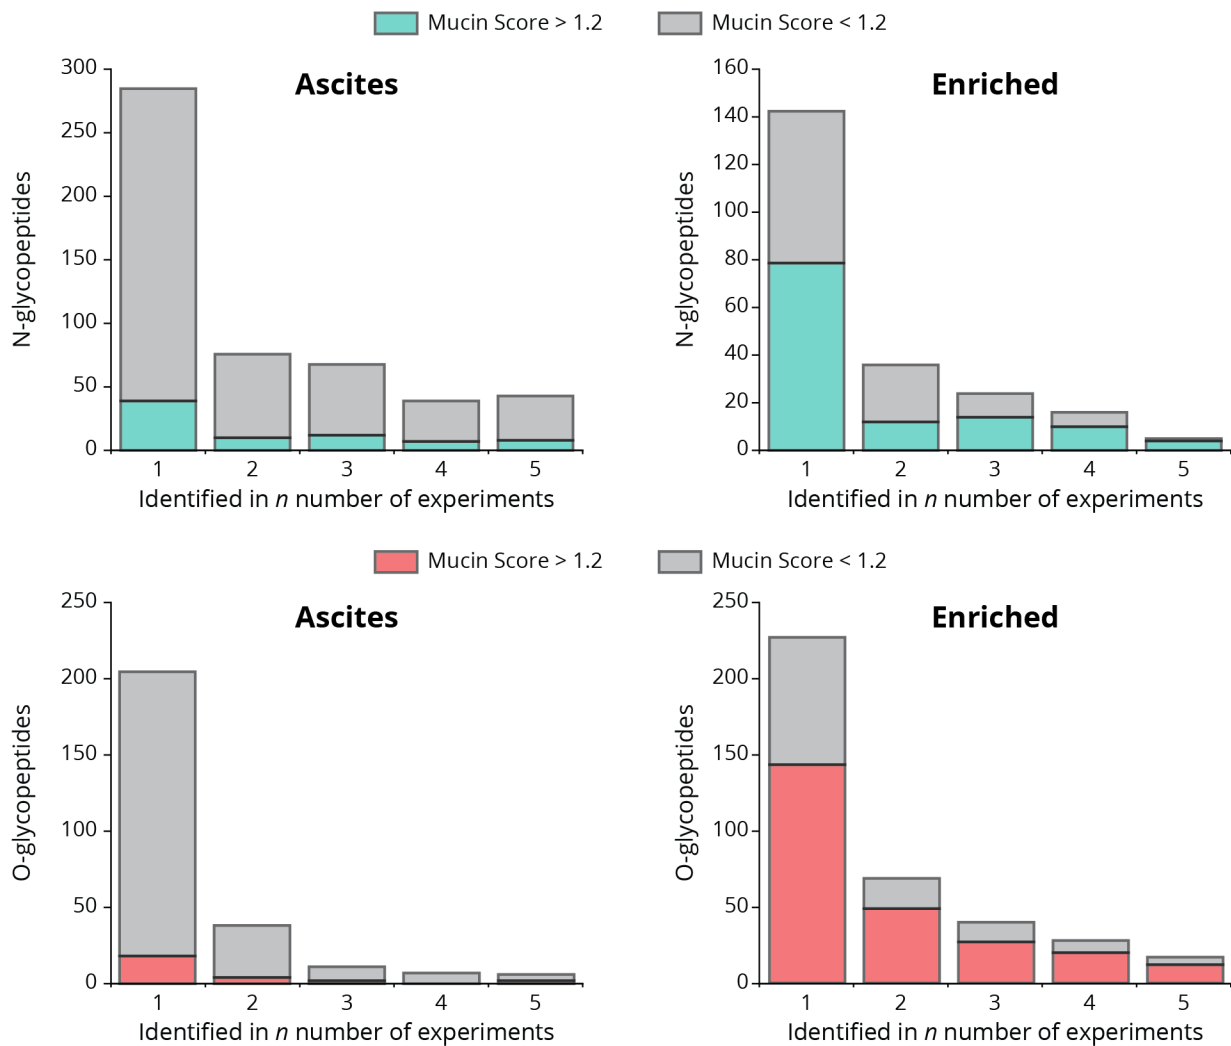 Mucin Score > 1.2 Mucin Score < 1.2
Ascites
N-glycopeptides
300
250
200
150
100
50
0
1 2 3 4 5
Identified in n number of experiments
Enriched
N-glycopeptides
160
140
120
100
80
60
40
20
0
1 2 3 4 5
Identified in n number of experiments
Mucin Score > 1.2 Mucin Score < 1.2
Ascites
O-glycopeptides
250
200
150
100
50
0
1 2 3 4 5
Identified in n number of experiments
Enriched
O-glycopeptides
250
200
150
100
50
0
1 2 3 4 5
Identified in n number of experiments